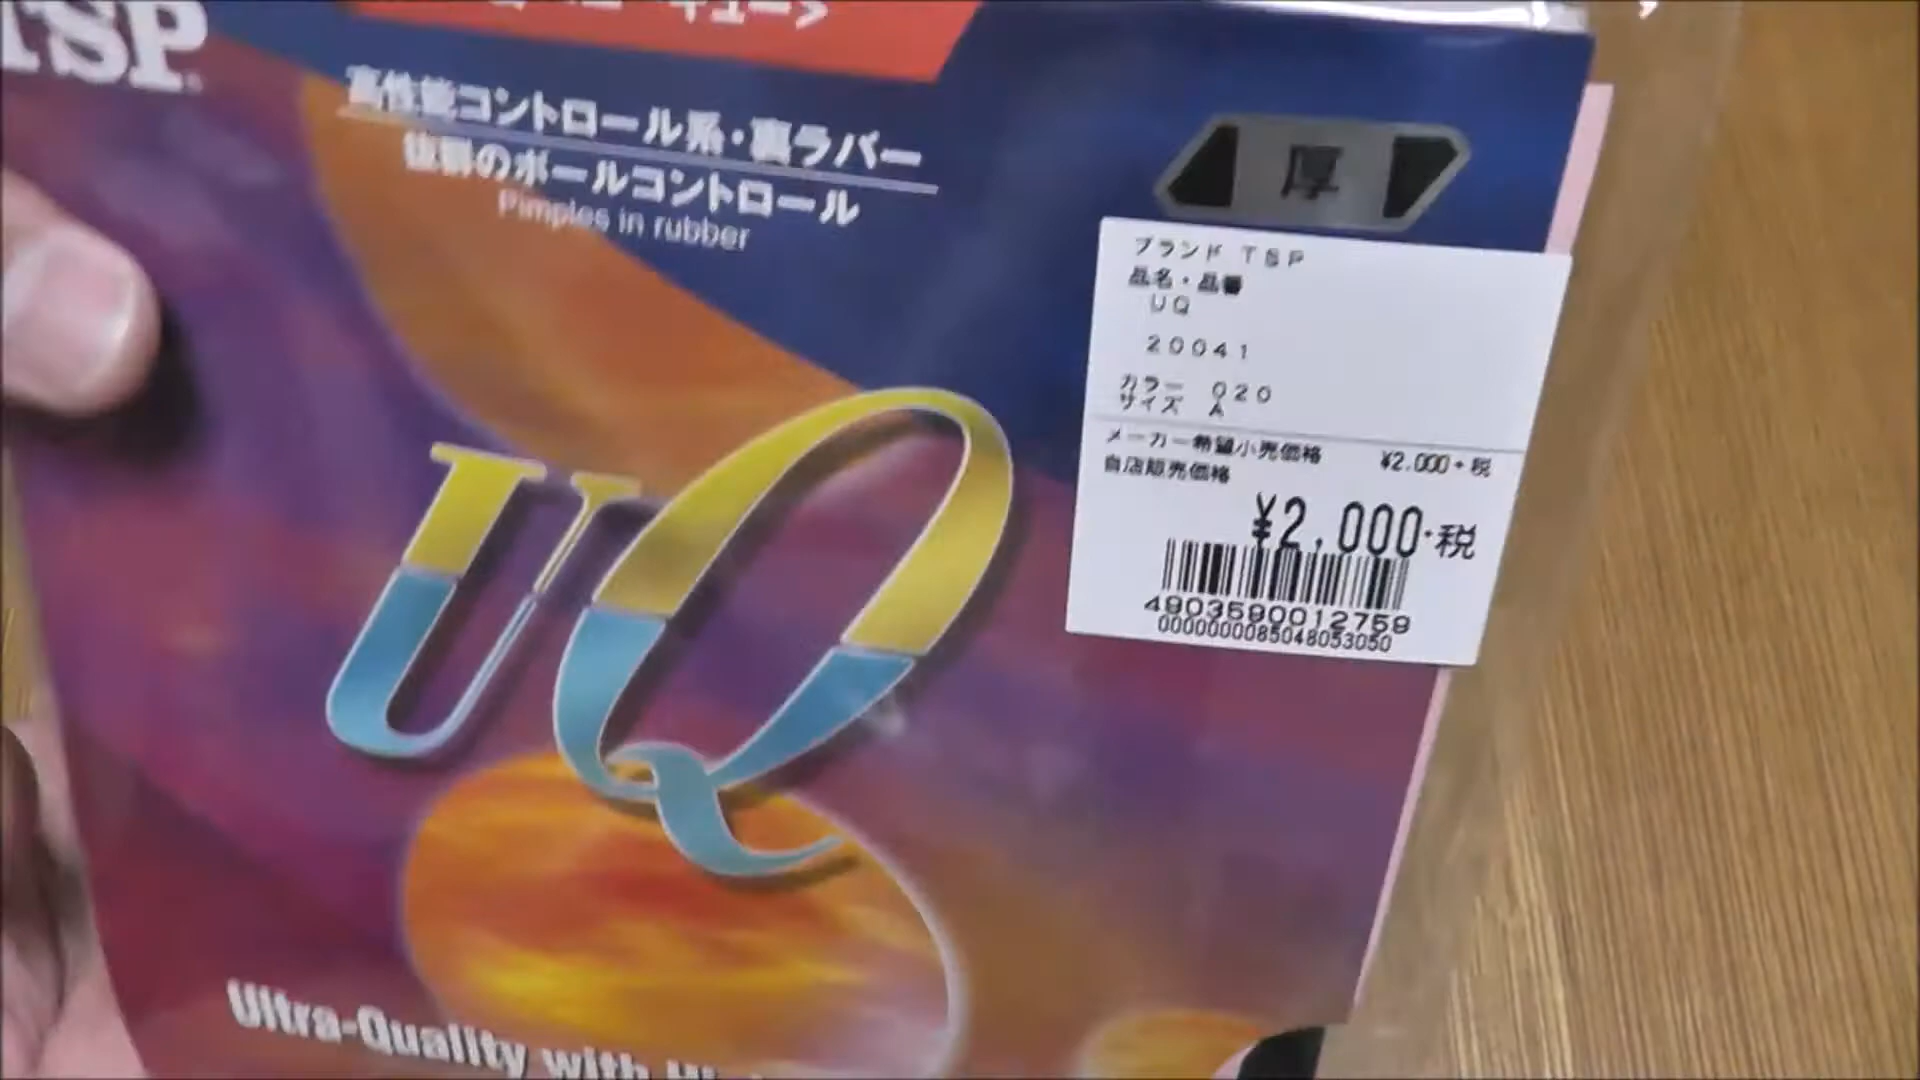 TSP
キュー>
高性能コントロール系・裏ラバー
抜群のボールコントロール
Pimples in rubber
厚
ブランド TSP
品名・品番
UQ
20041
カラー 020
サイズ A
メーカー希望小売価格 ¥2,000+税
自店販売価格
¥2,000+税
4903590012759
0000000085048053050
UQ
Ultra-Quality with